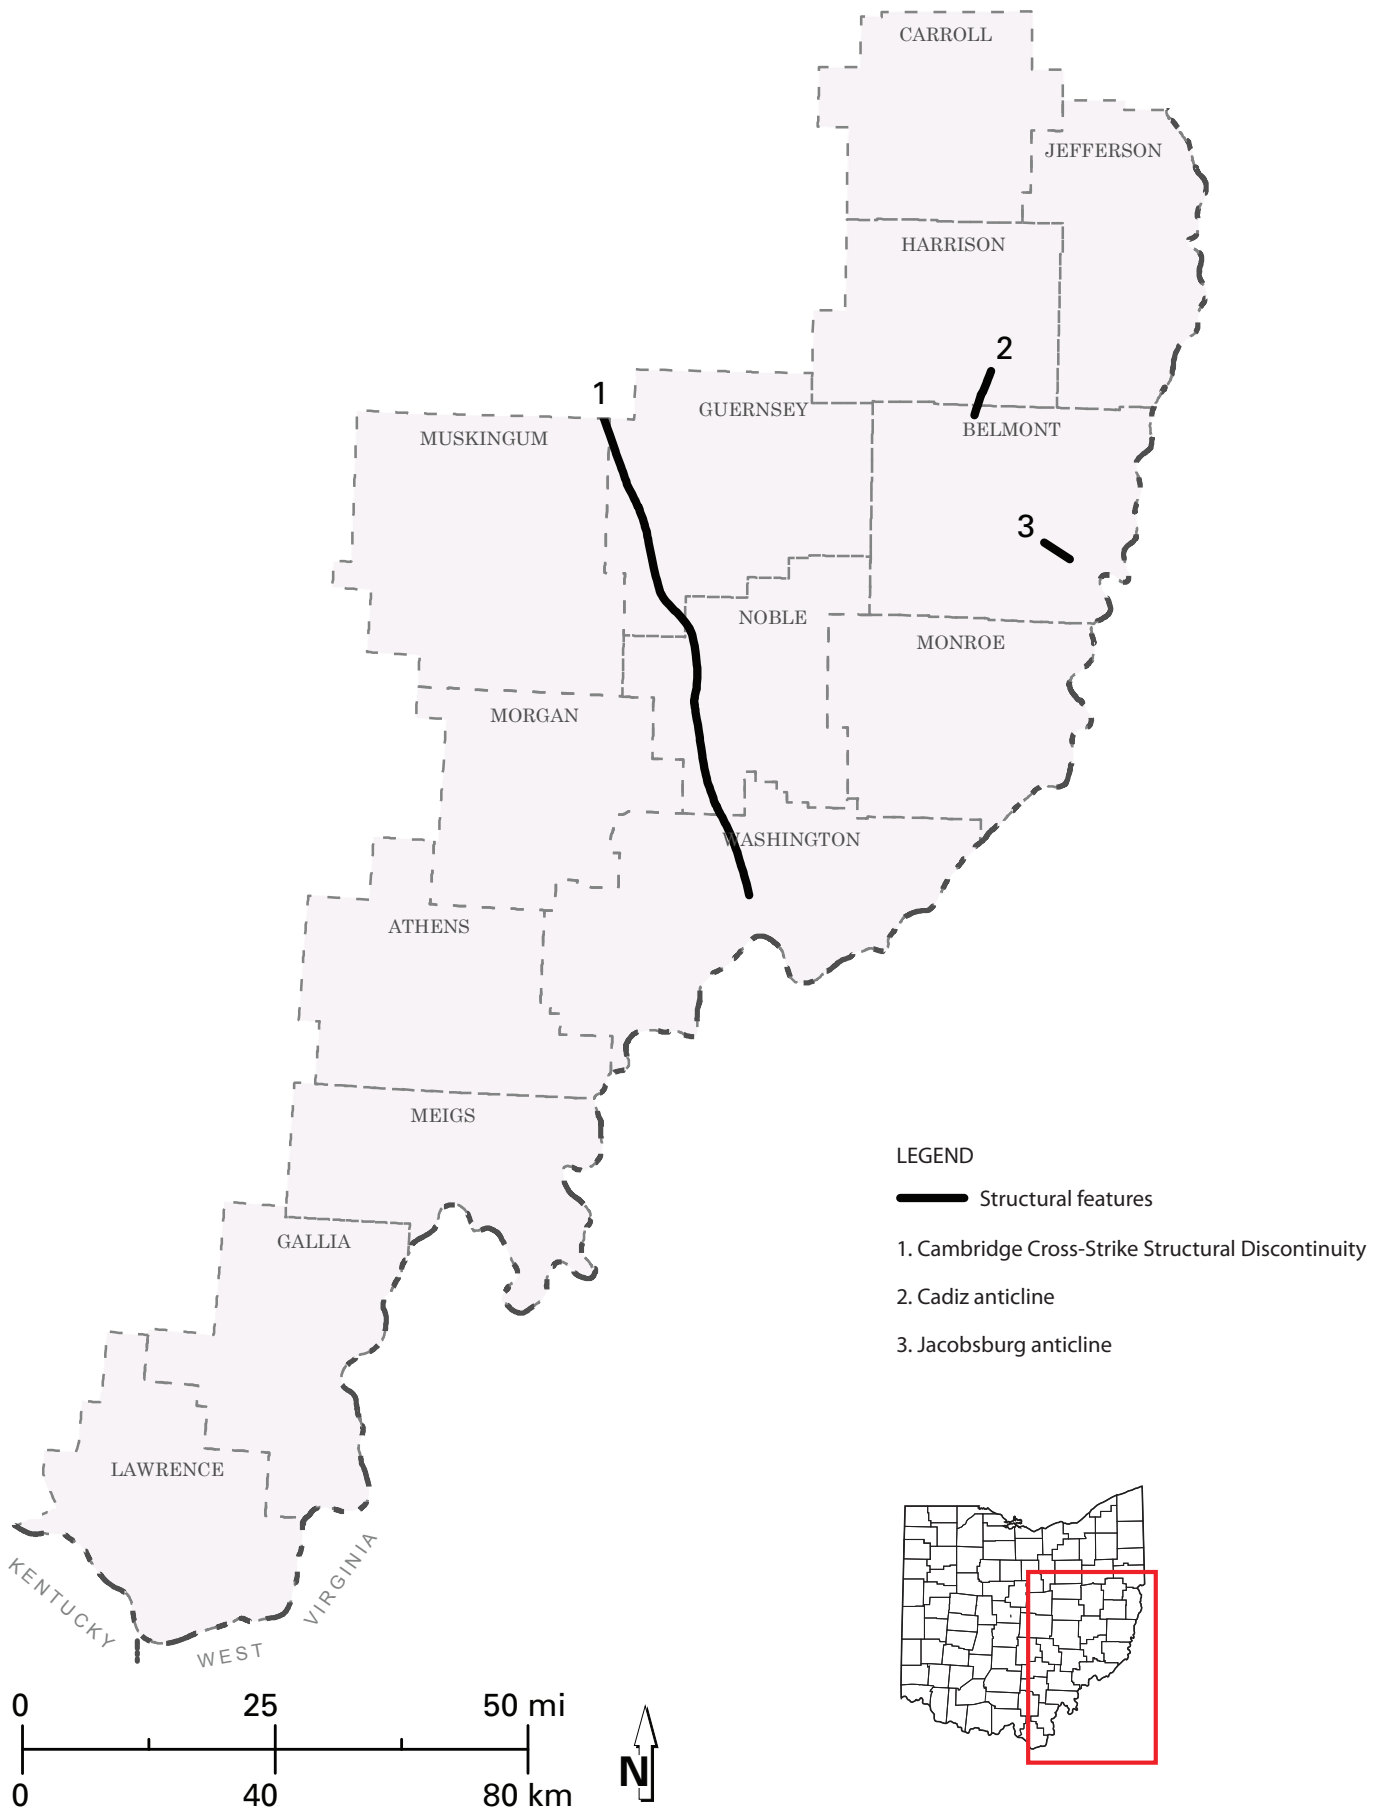 CARROLL
JEFFERSON
HARRISON
2
1
GUERNSEY
BELMONT
MUSKINGUM
3
NOBLE
MONROE
MORGAN
WASHINGTON
ATHENS
MEIGS
LEGEND
Structural features
GALLIA
1. Cambridge Cross-Strike Structural Discontinuity
2. Cadiz anticline
3. Jacobsburg anticline
LAWRENCE
KENTUCKY
WEST VIRGINIA
0 25 50 mi
0 40 80 km
N